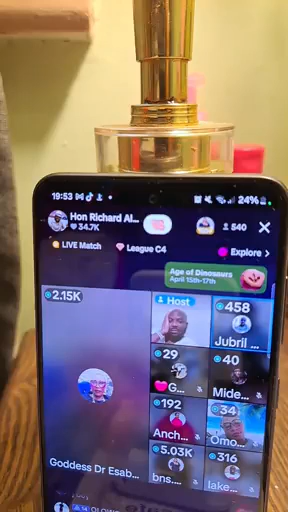 19:53
24%
Hon Richard Al...
34.7K
540
LIVE Match
League C4
Explore >
Age of Dinosaurs
April 15th-17th
2.15K
Host
458
Jubril ...
29
G...
40
Mide...
192
Anch...
34
Omo...
5.03K
bns....
316
lake...
Goddess Dr Esab...